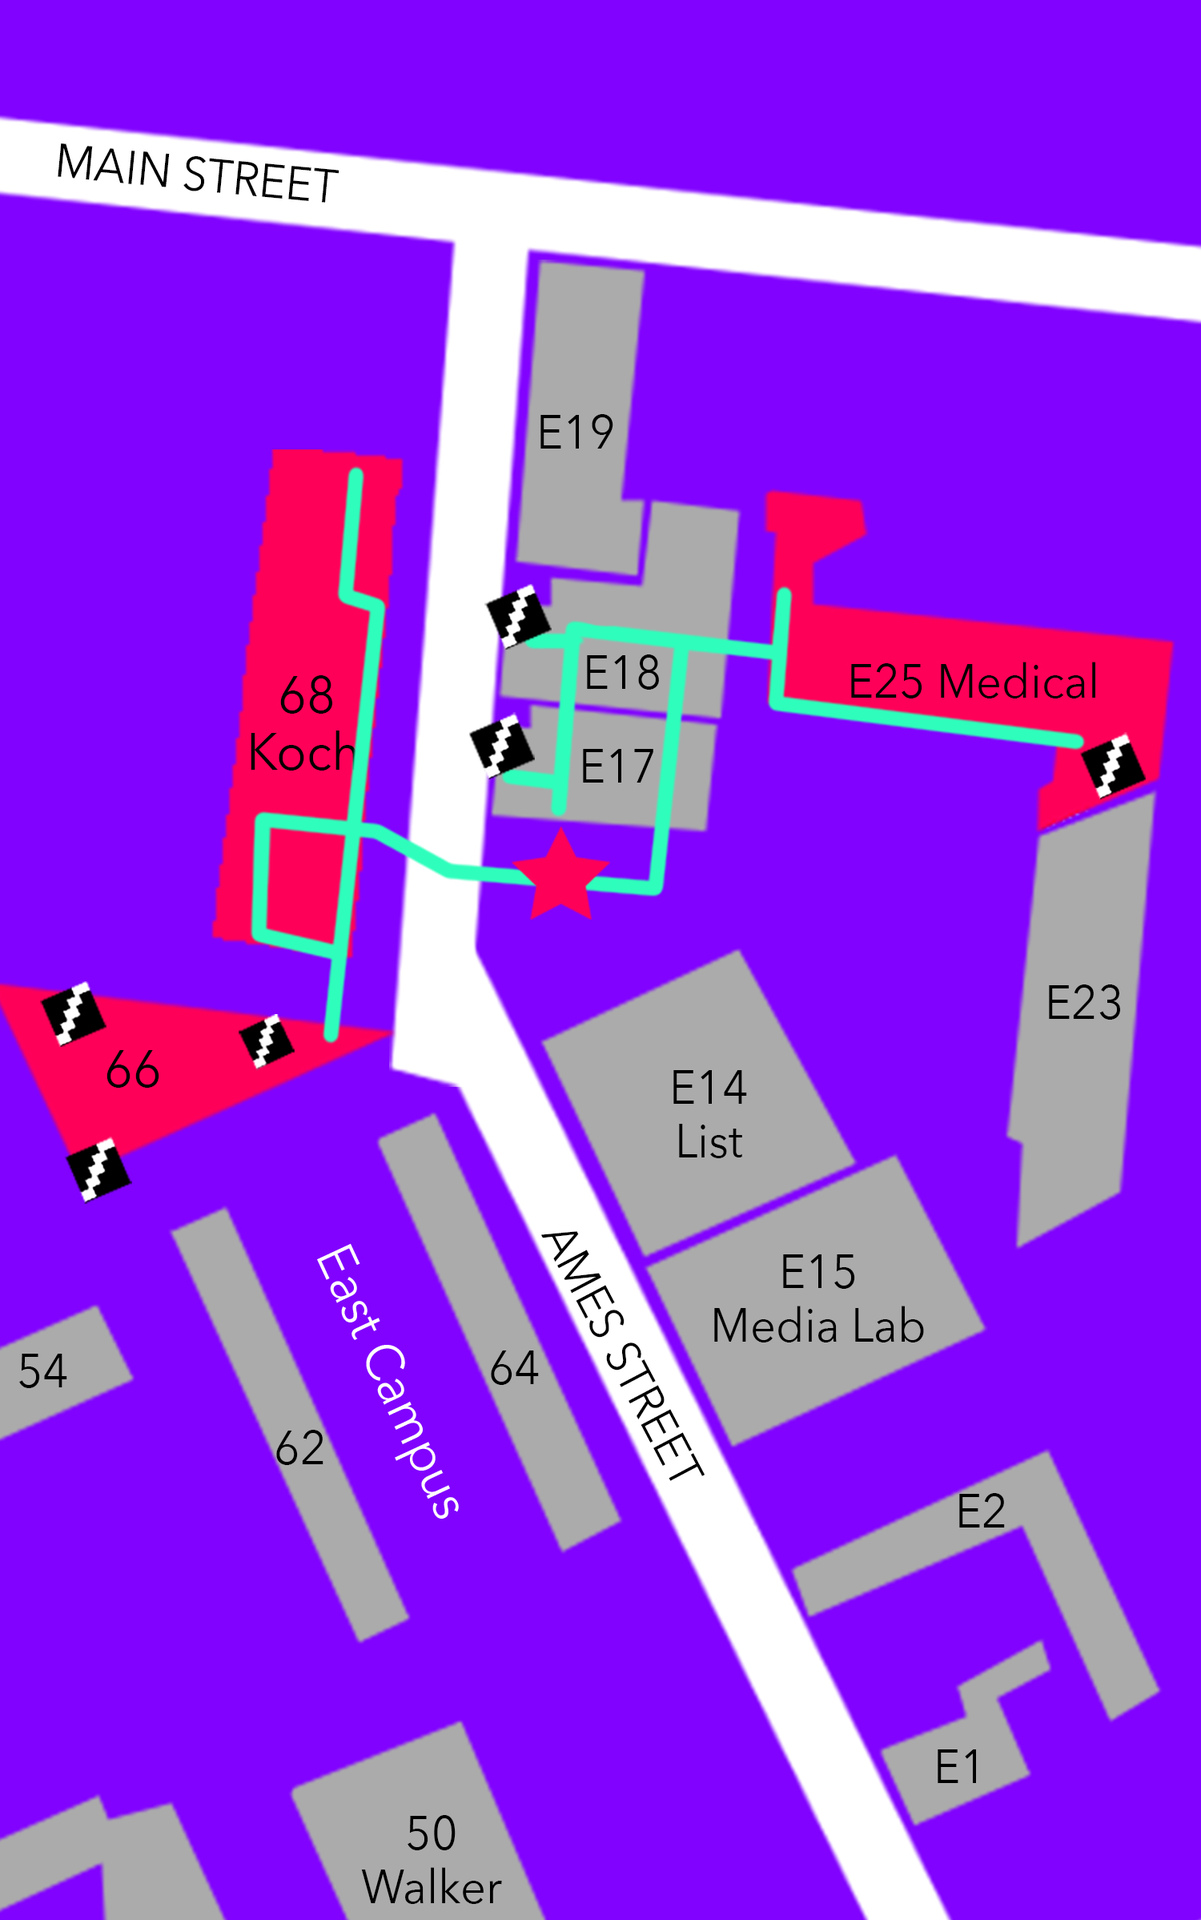 MAIN STREET
E19
E18
E25 Medical
68
Koch
E17
E23
66
E14
List
E15
Media Lab
AMES STREET
East Campus
64
54
62
E2
E1
50
Walker